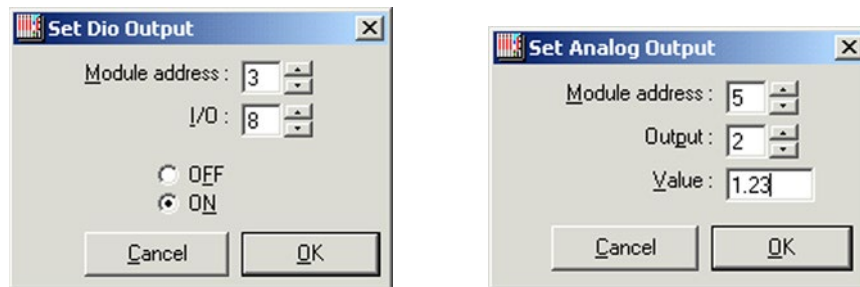 Set Dio Output
Module address : 3
I/O : 8
OFF
ON
Cancel OK
Set Analog Output
Module address : 5
Output : 2
Value : 1.23
Cancel OK